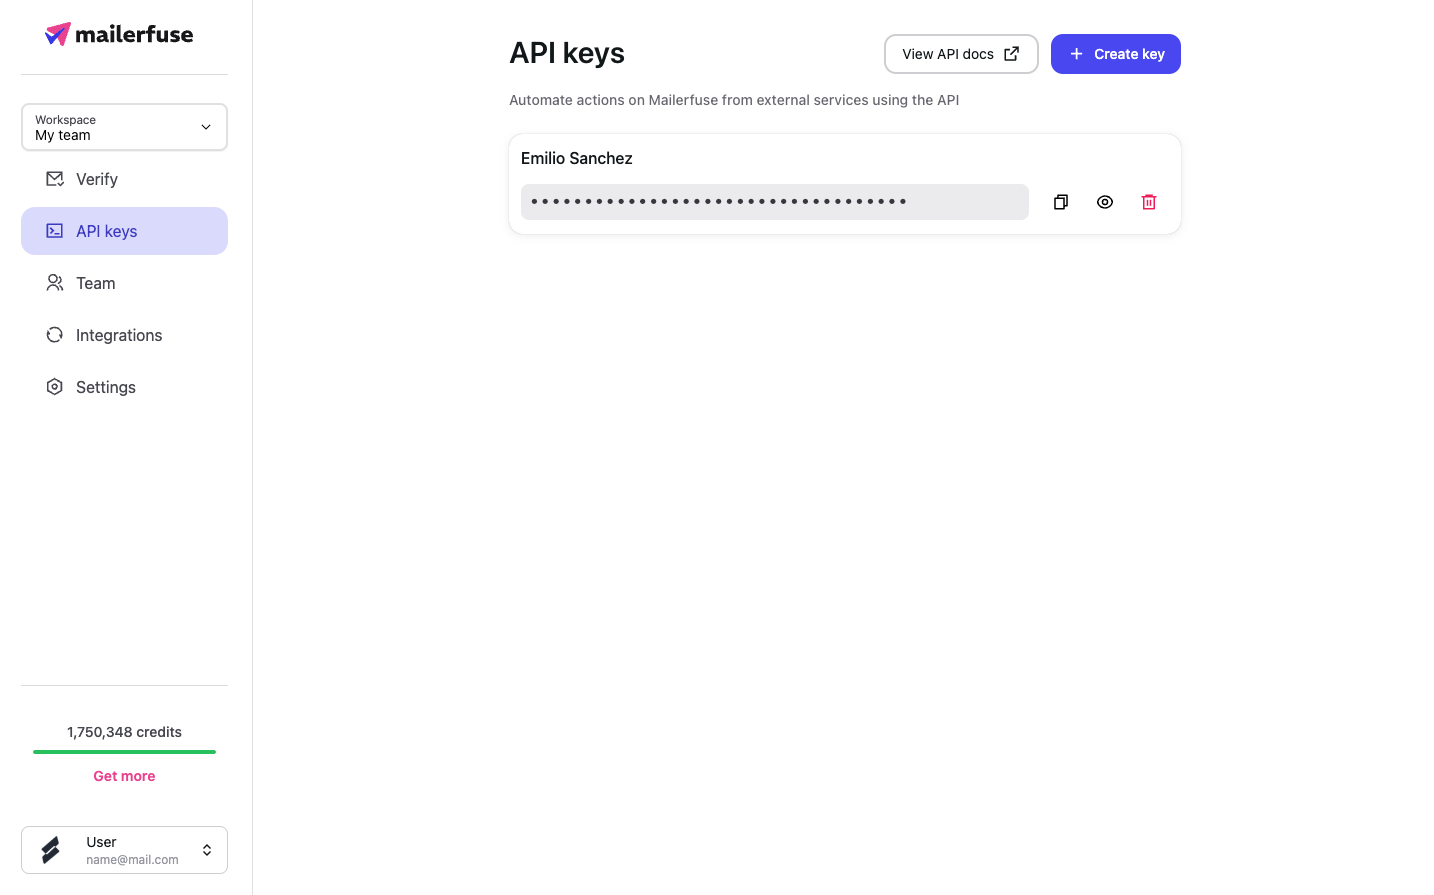 mailerfuse
Workspace
My team
Verify
API keys
Team
Integrations
Settings
1,750,348 credits
Get more
User
name@mail.com
API keys
View API docs
Create key
Automate actions on Mailerfuse from external services using the API
Emilio Sanchez
•••••••••••••••••••••••••••••••••••